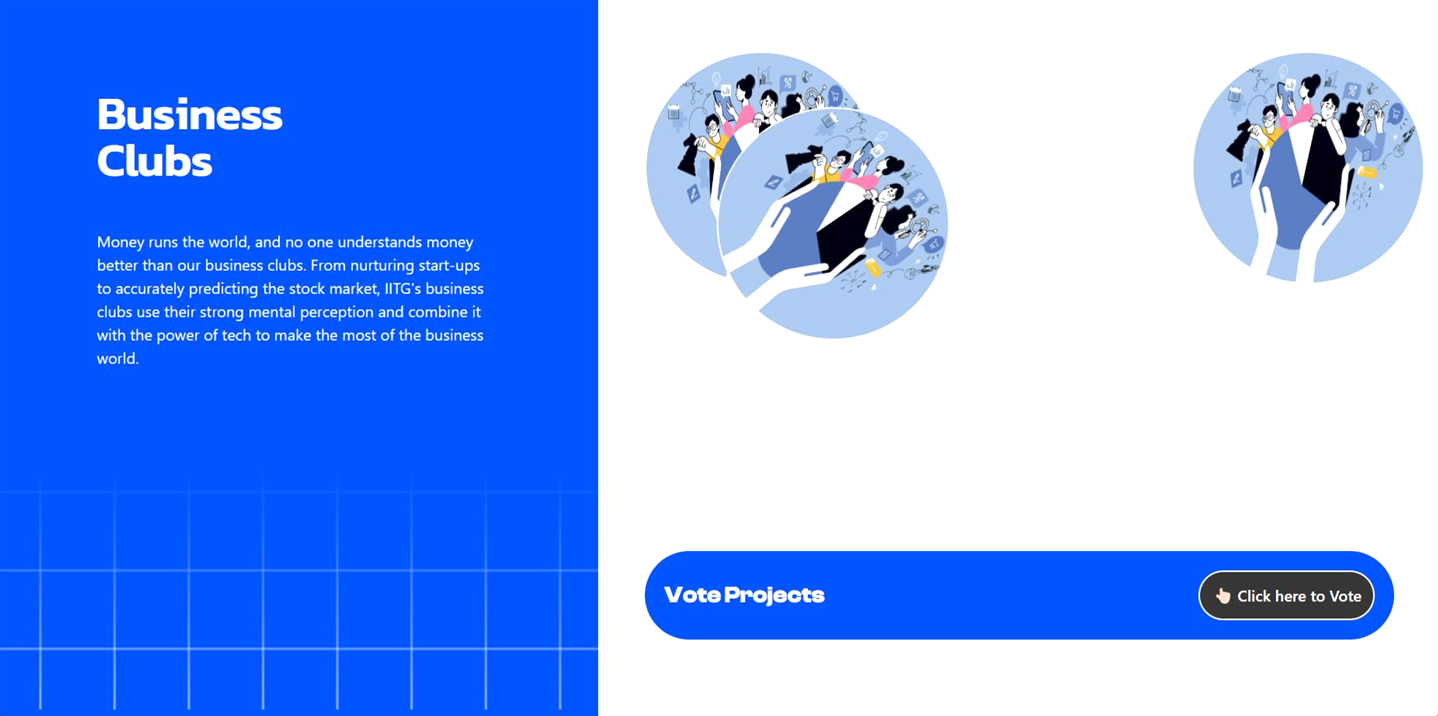 Business
Clubs
Money runs the world, and no one understands money
better than our business clubs. From nurturing start-ups
to accurately predicting the stock market, IITG's business
clubs use their strong mental perception and combine it
with the power of tech to make the most of the business
world.
Vote Projects
👆🏻 Click here to Vote